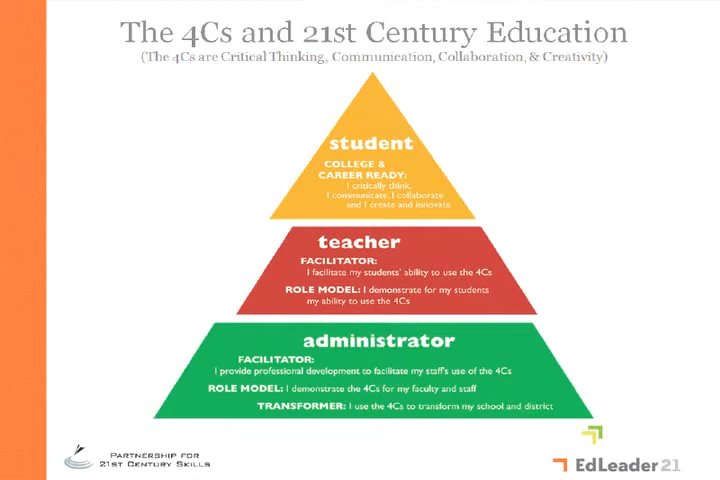 The 4Cs and 21st Century Education
(The 4Cs are Critical Thinking, Communication, Collaboration, & Creativity)
student
COLLEGE &
CAREER READY:
I critically think,
I communicate, I collaborate
and I create and innovate
teacher
FACILITATOR:
I facilitate my students' ability to use the 4Cs
ROLE MODEL: I demonstrate for my students
my ability to use the 4Cs
administrator
FACILITATOR:
I provide professional development to facilitate my staff's use of the 4Cs
ROLE MODEL: I demonstrate the 4Cs for my faculty and staff
TRANSFORMER: I use the 4Cs to transform my school and district
PARTNERSHIP FOR
21ST CENTURY SKILLS
EdLeader21